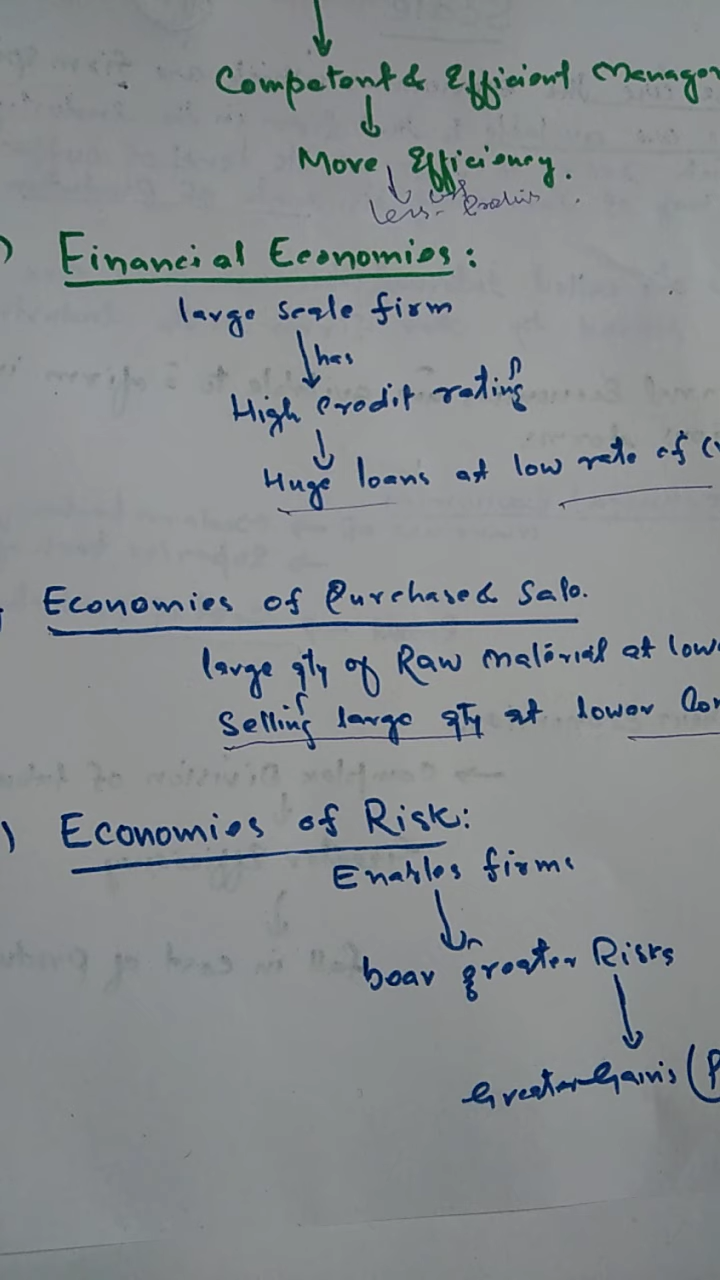 Competent & Efficient Manager
More Efficiency.
less
) Financial Economies:
large scale firm
has
High Credit rating
Huge loans at low rate of
Economies of Purchase & Sale.
large qty of Raw Material at low
Selling large qty at lower
) Economies of Risk:
Enables firms
bear greater Risks
Greater Gains (P